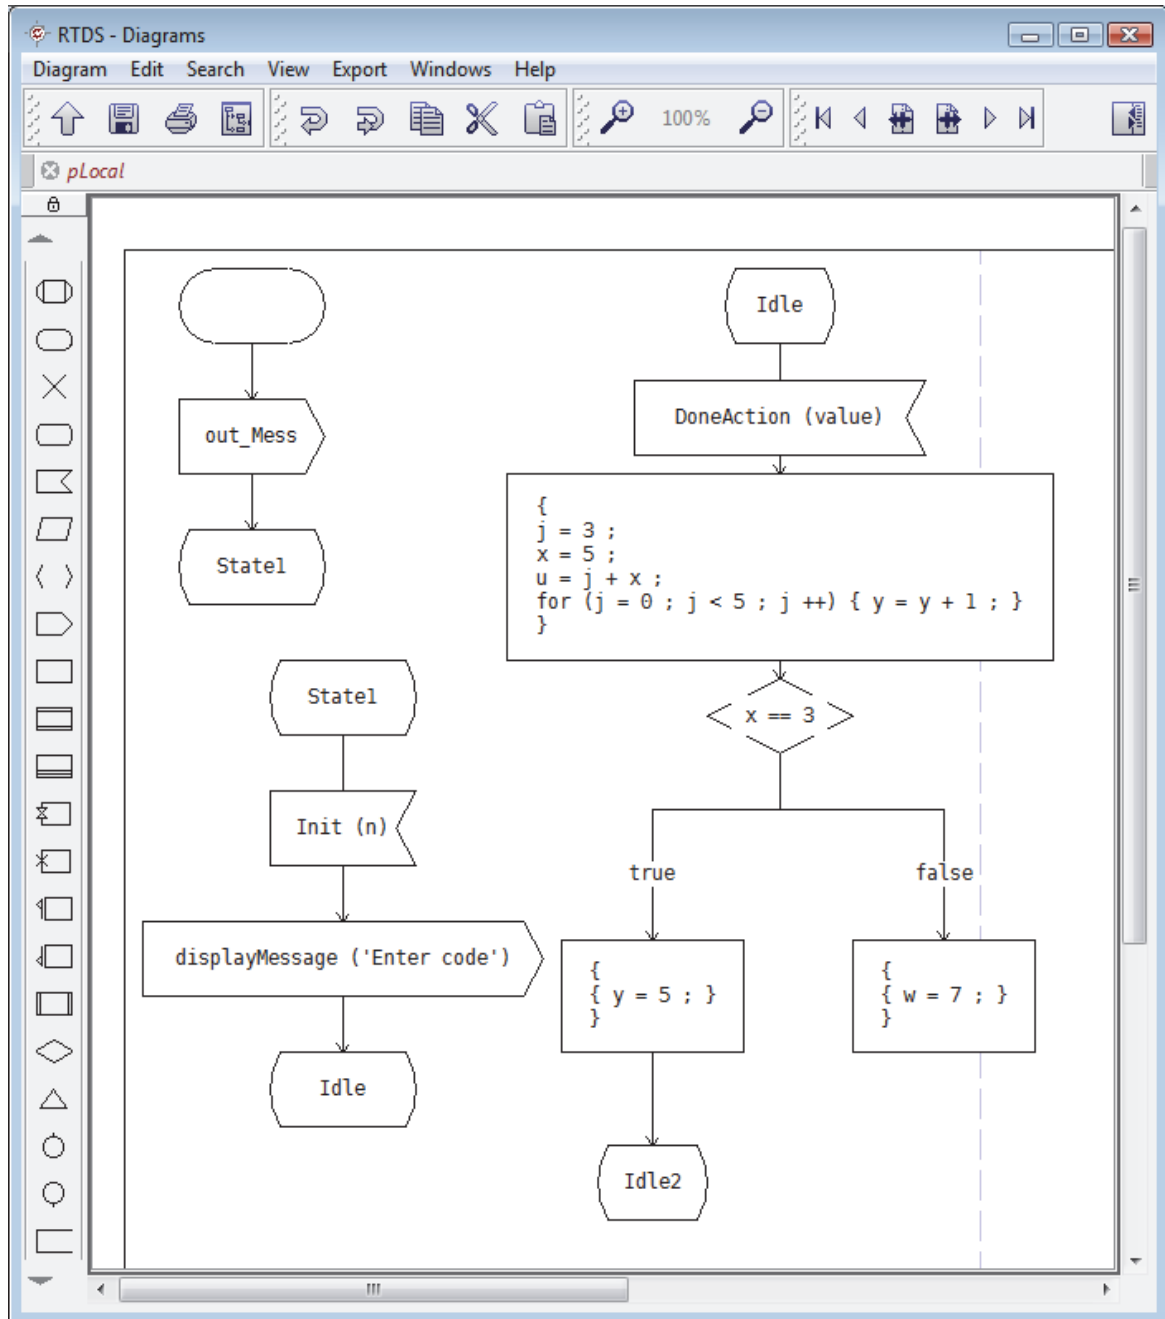 RTDS - Diagrams
Diagram Edit Search View Export Windows Help
100%
pLocal
out_Mess
State1
State1
Init (n)
displayMessage ('Enter code')
Idle
Idle
DoneAction (value)
{
j = 3 ;
x = 5 ;
u = j + x ;
for (j = 0 ; j < 5 ; j ++) { y = y + 1 ; }
}
x == 3
true
false
{
{ y = 5 ; }
}
{
{ w = 7 ; }
}
Idle2